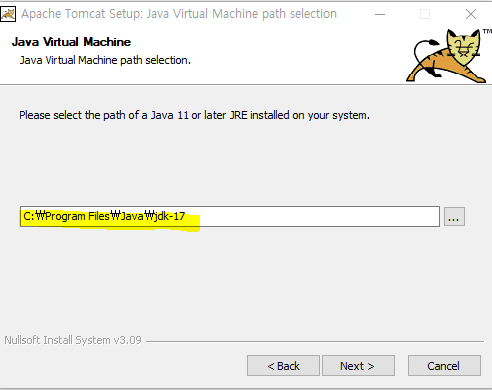 Apache Tomcat Setup: Java Virtual Machine path selection
Java Virtual Machine
Java Virtual Machine path selection.
TM
Please select the path of a Java 11 or later JRE installed on your system.
C:₩Program Files₩Java₩jdk-17
...
Nullsoft Install System v3.09
< Back
Next >
Cancel